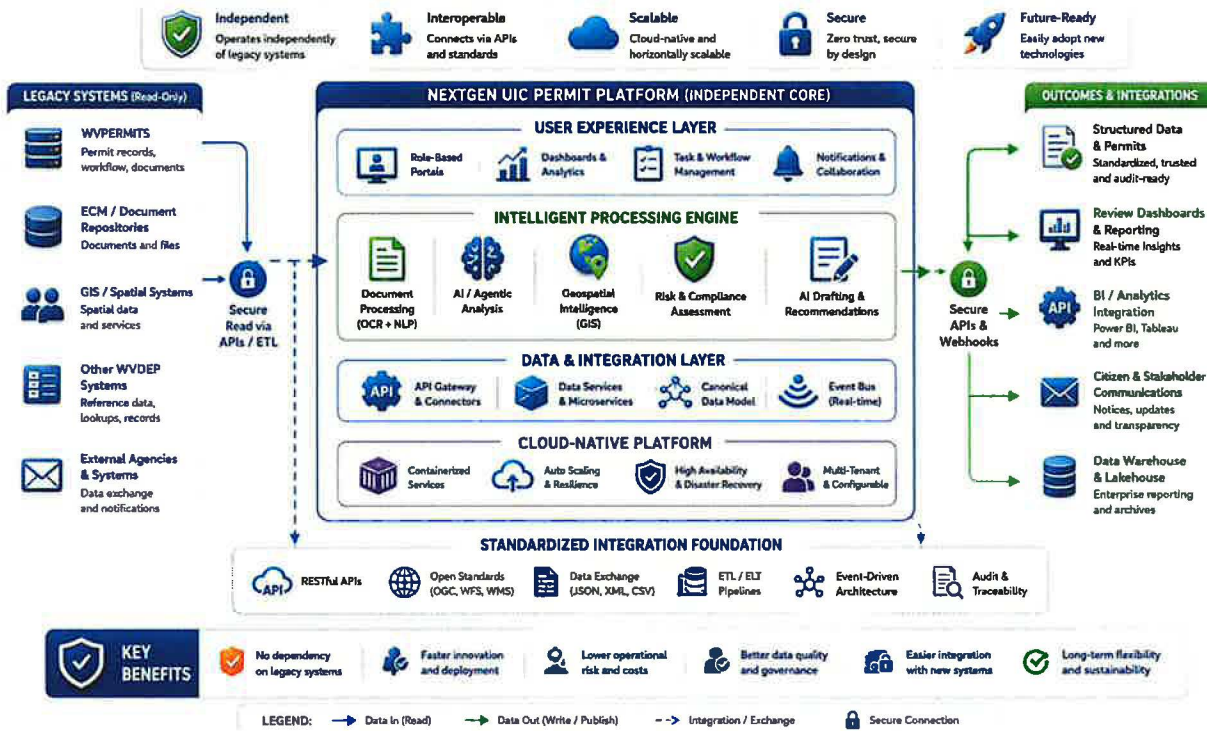 Independent
Operates independently
of legacy systems
Interoperable
Connects via APIs
and standards
Scalable
Cloud-native and
horizontally scalable
Secure
Zero trust, secure
by design
Future-Ready
Easily adopt new
technologies
LEGACY SYSTEMS (Read-Only)
WVPERMITS
Permit records,
workflow, documents
ECM / Document
Repositories
Documents and files
GIS / Spatial Systems
Spatial data
and services
Other WVDEP
Systems
Reference data,
lookups, records
External Agencies
& Systems
Data exchange
and notifications
Secure
Read via
APIs / ETL
NEXTGEN UIC PERMIT PLATFORM (INDEPENDENT CORE)
USER EXPERIENCE LAYER
Role-Based
Portals
Dashboards &
Analytics
Task & Workflow
Management
Notifications &
Collaboration
INTELLIGENT PROCESSING ENGINE
Document
Processing
(OCR + NLP)
AI / Agentic
Analysis
Geospatial
Intelligence
(GIS)
Risk & Compliance
Assessment
AI Drafting &
Recommendations
DATA & INTEGRATION LAYER
API
API Gateway
& Connectors
Data Services
& Microservices
Canonical
Data Model
Event Bus
(Real-time)
CLOUD-NATIVE PLATFORM
Containerized
Services
Auto Scaling
& Resilience
High Availability
& Disaster Recovery
Multi-Tenant
& Configurable
Secure
APIs &
Webhooks
OUTCOMES & INTEGRATIONS
Structured Data
& Permits
Standardized, trusted
and audit-ready
Review Dashboards
& Reporting
Real-time Insights
and KPIs
API
BI / Analytics
Integration
Power BI, Tableau
and more
Citizen & Stakeholder
Communications
Notices, updates
and transparency
Data Warehouse
& Lakehouse
Enterprise reporting
and archives
STANDARDIZED INTEGRATION FOUNDATION
API
RESTful APIs
Open Standards
(OGC, WFS, WMS)
Data Exchange
(JSON, XML, CSV)
ETL / ELT
Pipelines
Event-Driven
Architecture
Audit &
Traceability
KEY
BENEFITS
No dependency
on legacy systems
Faster innovation
and deployment
Lower operational
risk and costs
Better data quality
and governance
Easier integration
with new systems
Long-term flexibility
and sustainability
LEGEND:
Data In (Read)
Data Out (Write / Publish)
Integration / Exchange
Secure Connection